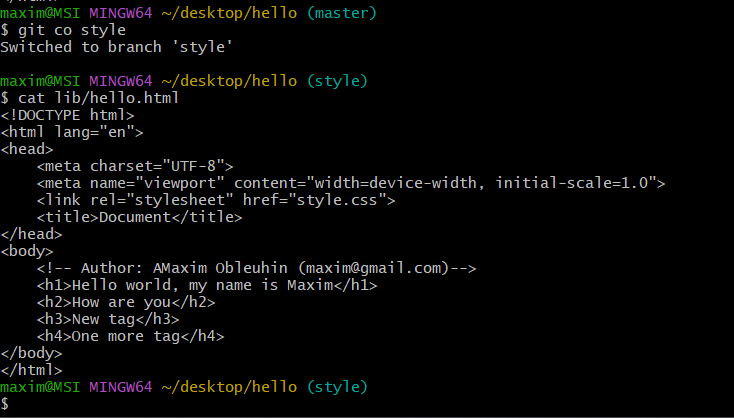 maxim@MSI MINGW64 ~/desktop/hello (master)
$ git co style
Switched to branch 'style'
maxim@MSI MINGW64 ~/desktop/hello (style)
$ cat lib/hello.html
<!DOCTYPE html>
<html lang="en">
<head>
    <meta charset="UTF-8">
    <meta name="viewport" content="width=device-width, initial-scale=1.0">
    <link rel="stylesheet" href="style.css">
    <title>Document</title>
</head>
<body>
    <!-- Author: AMaxim Obleuhin (maxim@gmail.com)-->
    <h1>Hello world, my name is Maxim</h1>
    <h2>How are you</h2>
    <h3>New tag</h3>
    <h4>One more tag</h4>
</body>
</html>
maxim@MSI MINGW64 ~/desktop/hello (style)
$